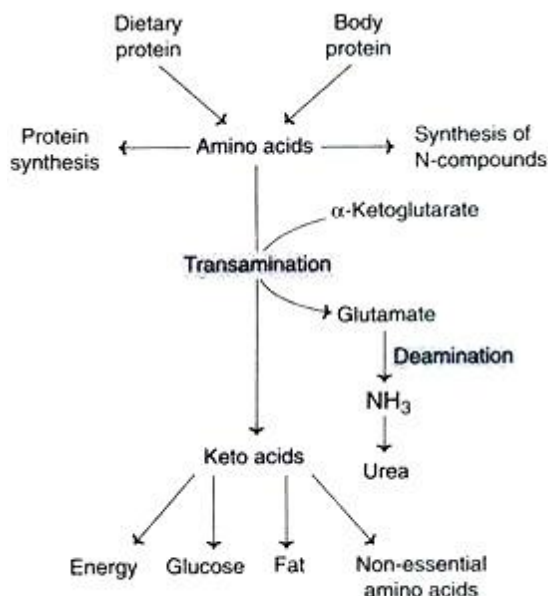 Dietary
protein
Body
protein
Protein
synthesis
Amino acids
Synthesis of
N-compounds
α-Ketoglutarate
Transamination
Glutamate
Deamination
NH₃
Urea
Keto acids
Energy
Glucose
Fat
Non-essential
amino acids